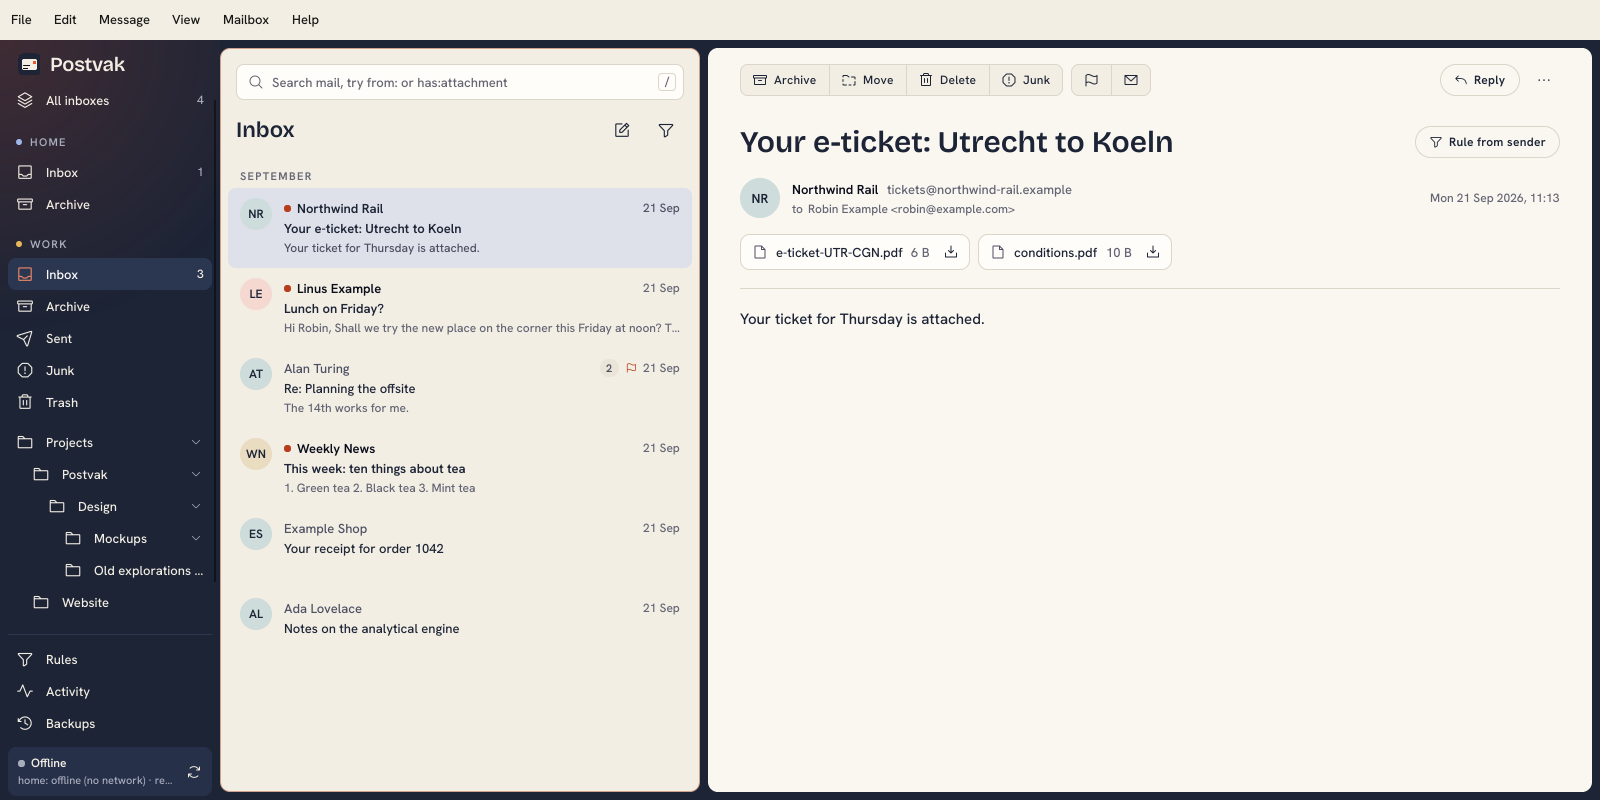 File Edit Message View Mailbox Help
Postvak
All inboxes 4
HOME
Inbox 1
Archive
WORK
Inbox 3
Archive
Sent
Junk
Trash
Projects
Postvak
Design
Mockups
Old explorations ...
Website
Rules
Activity
Backups
Offline
home: offline (no network) · re...
Search mail, try from: or has:attachment /
Inbox
SEPTEMBER
NR Northwind Rail 21 Sep
Your e-ticket: Utrecht to Koeln
Your ticket for Thursday is attached.
LE Linus Example 21 Sep
Lunch on Friday?
Hi Robin, Shall we try the new place on the corner this Friday at noon? T...
AT Alan Turing 2 21 Sep
Re: Planning the offsite
The 14th works for me.
WN Weekly News 21 Sep
This week: ten things about tea
1. Green tea 2. Black tea 3. Mint tea
ES Example Shop 21 Sep
Your receipt for order 1042
AL Ada Lovelace 21 Sep
Notes on the analytical engine
Archive Move Delete Junk Reply ...
Your e-ticket: Utrecht to Koeln Rule from sender
NR Northwind Rail tickets@northwind-rail.example Mon 21 Sep 2026, 11:13
to Robin Example <robin@example.com>
e-ticket-UTR-CGN.pdf 6 B conditions.pdf 10 B
Your ticket for Thursday is attached.